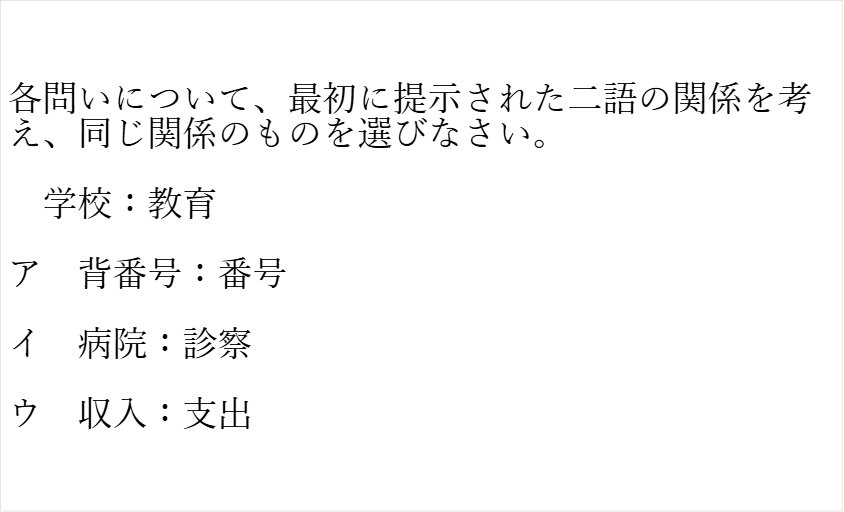 各問いについて、最初に提示された二語の関係を考
え、同じ関係のものを選びなさい。
　学校：教育
ア　背番号：番号
イ　病院：診察
ウ　収入：支出